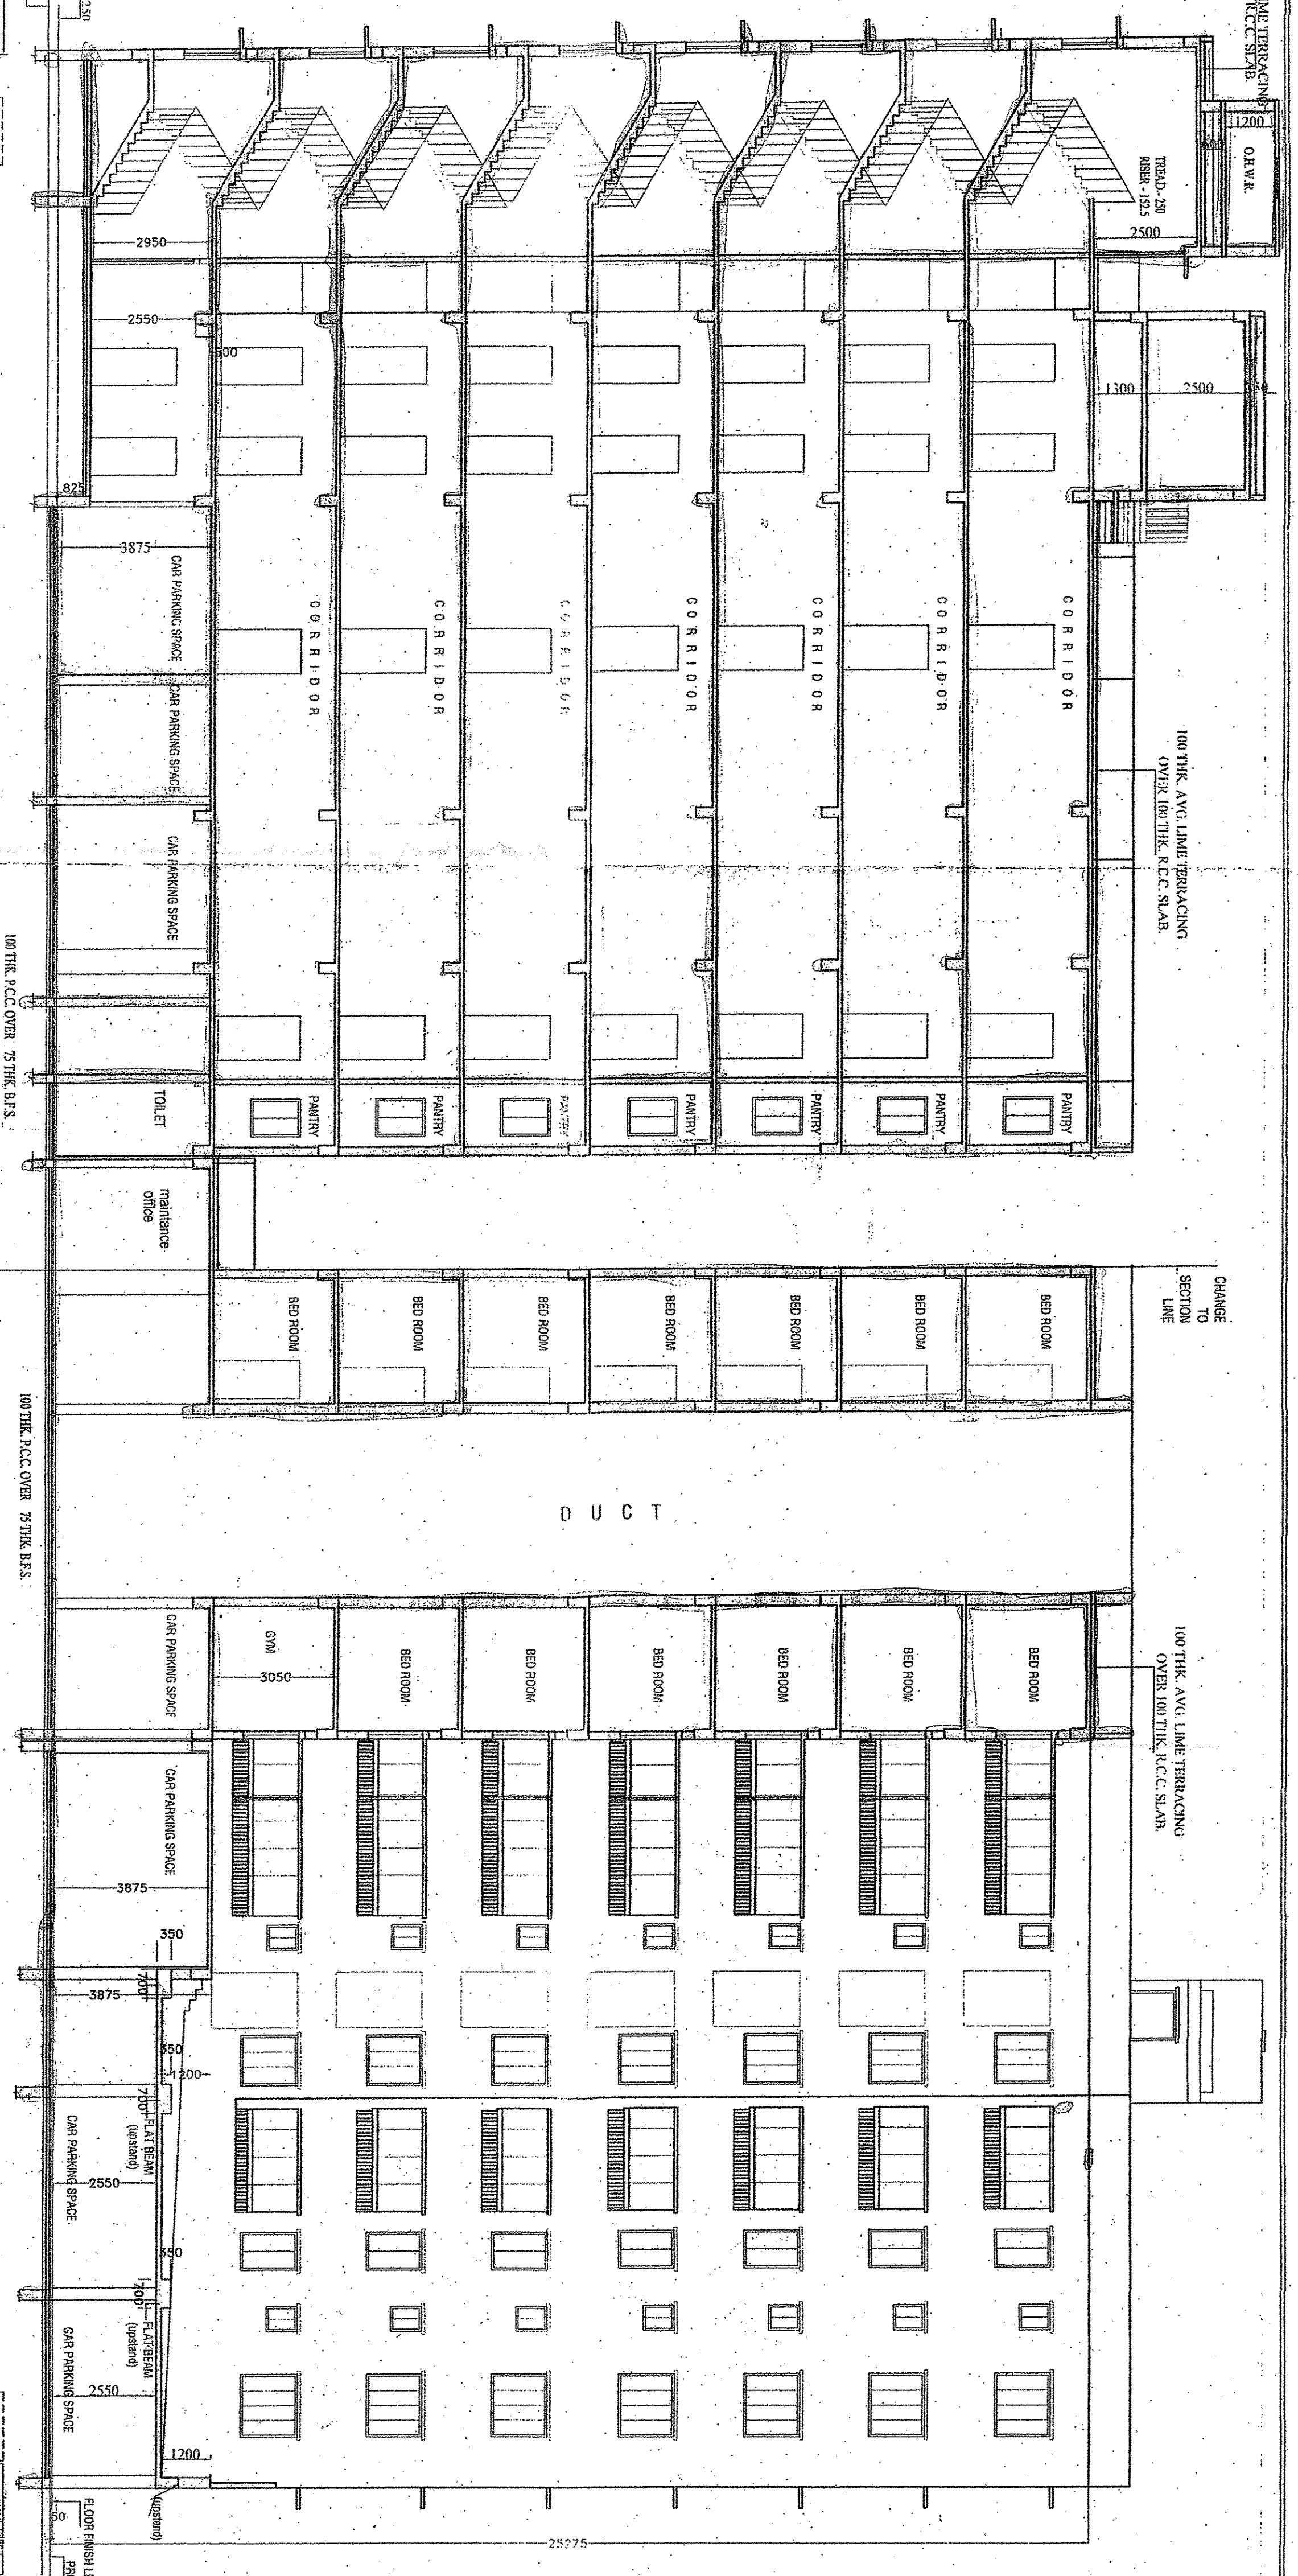 LIME TERRACING
R.C.C. SLAB.
1200
O.H.W.R.
TREAD - 250
RISER - 152.5
2500
2950
2550
1300
2500
825
3875
CAR PARKING SPACE
CAR PARKING SPACE
CAR PARKING SPACE
CORRIDOR
CORRIDOR
CORRIDOR
CORRIDOR
CORRIDOR
CORRIDOR
CORRIDOR
100 THK. AVG. LIME TERRACING
OVER 100 THK. R.C.C. SLAB.
100 THK. P.C.C. OVER 75 THK. B.F.S.
TOILET
PANTRY
PANTRY
PANTRY
PANTRY
PANTRY
PANTRY
PANTRY
maintance
office
CHANGE
TO
SECTION
LINE
BED ROOM
BED ROOM
BED ROOM
BED ROOM
BED ROOM
BED ROOM
BED ROOM
100 THK. P.C.C. OVER 75 THK. B.F.S.
DUCT
CAR PARKING SPACE
GYM
3050
BED ROOM
BED ROOM
BED ROOM
BED ROOM
BED ROOM
BED ROOM
100 THK. AVG. LIME TERRACING
OVER 100 THK. R.C.C. SLAB.
CAR PARKING SPACE
3875
350
700
3875
350
1200
700
FLAT BEAM
(upstand)
CAR PARKING SPACE
2550
350
700
FLAT BEAM
(upstand)
CAR PARKING SPACE
2550
1200
(upstand)
FLOOR FINISH
25275